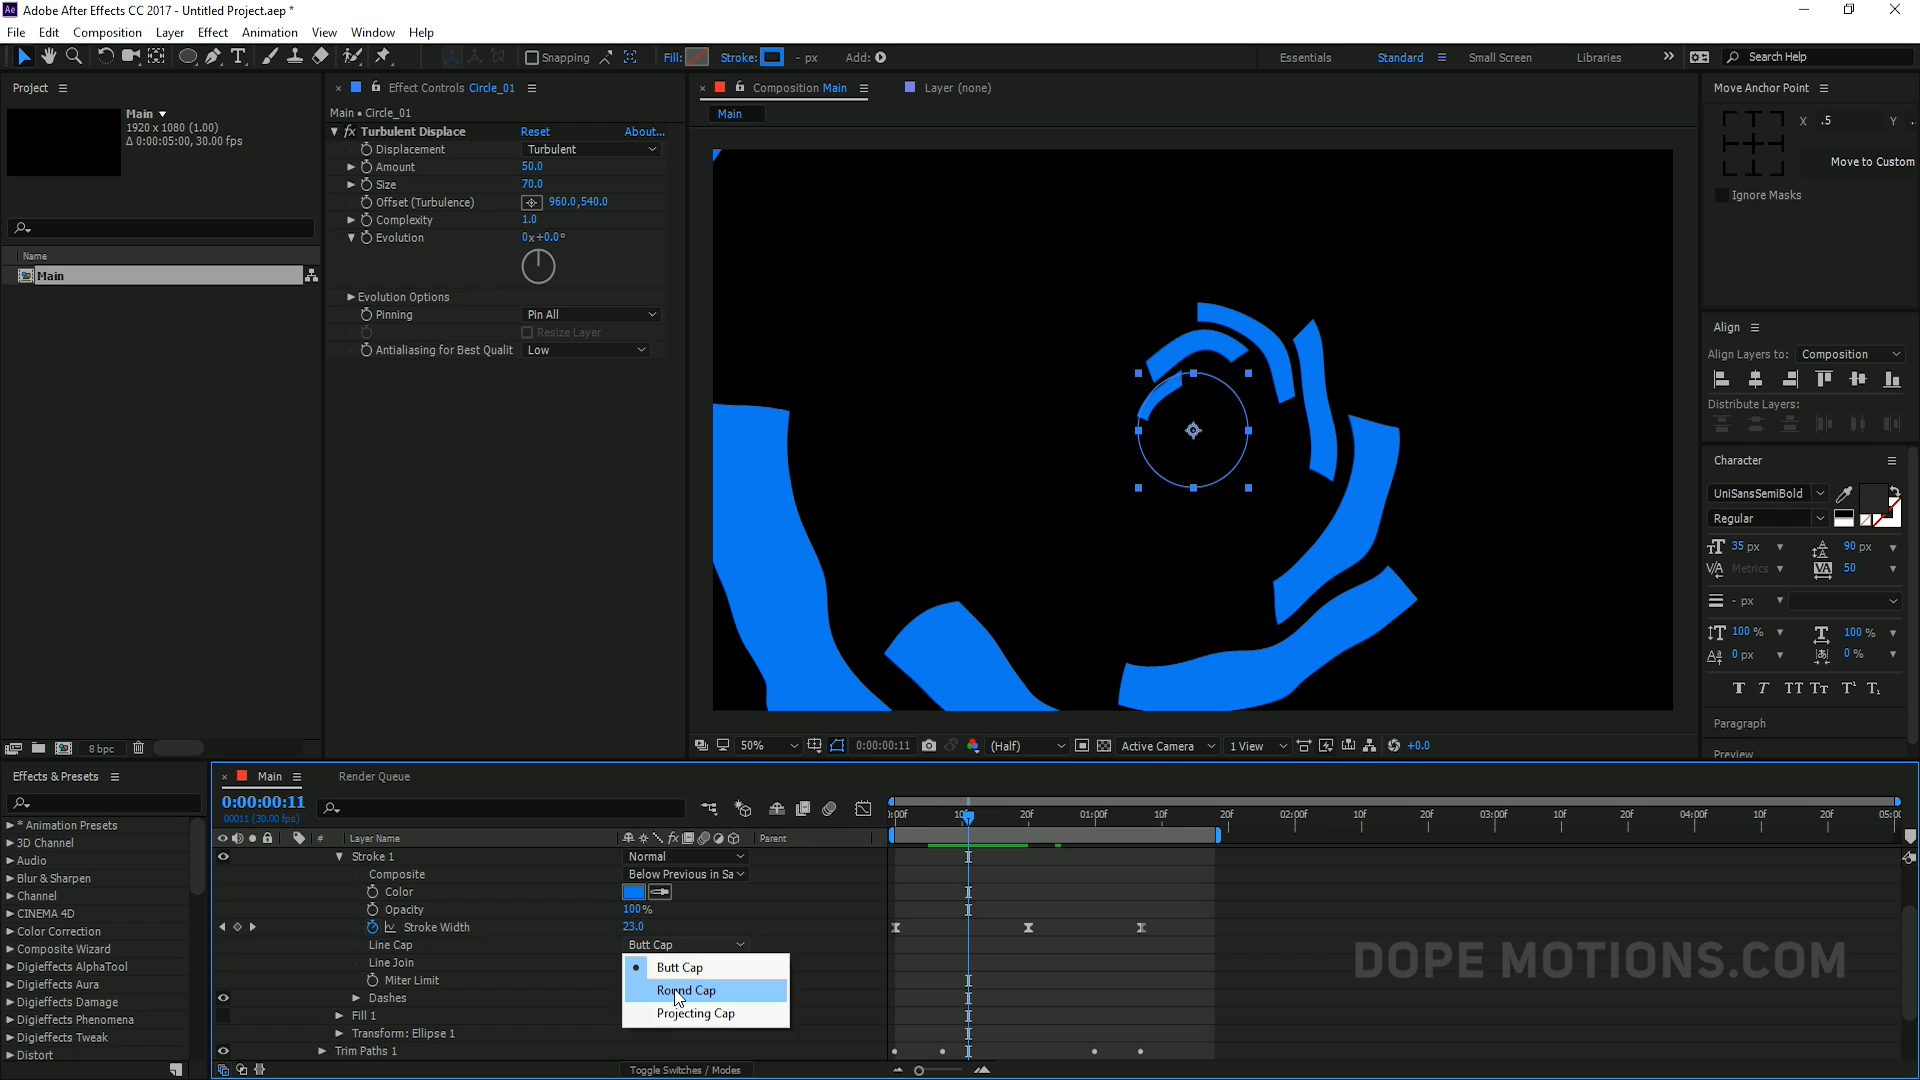 Ae Adobe After Effects CC 2017 - Untitled Project.aep *
File Edit Composition Layer Effect Animation View Window Help
Snapping Fill: Stroke: - px Add: Essentials Standard Small Screen Libraries Search Help
Project
Main
1920 x 1080 (1.00)
Δ 0:00:05:00, 30.00 fps
Name
Main
8 bpc
Effect Controls Circle_01
Main • Circle_01
fx Turbulent Displace Reset About...
Displacement Turbulent
Amount 50.0
Size 70.0
Offset (Turbulence) 960.0,540.0
Complexity 1.0
Evolution 0x+0.0°
Evolution Options
Pinning Pin All
Resize Layer
Antialiasing for Best Qualit Low
Composition Main Layer (none)
Main
50% 0:00:00:11 (Half) Active Camera 1 View +0.0
Move Anchor Point
X .5 Y .
Move to Custom
Ignore Masks
Align
Align Layers to: Composition
Distribute Layers:
Character
UniSansSemiBold
Regular
35 px 90 px
Metrics 50
- px
100 % 100 %
0 px 0 %
T T TT Tт T¹ T₁
Paragraph
Preview
Effects & Presets
* Animation Presets
3D Channel
Audio
Blur & Sharpen
Channel
CINEMA 4D
Color Correction
Composite Wizard
Digieffects AlphaTool
Digieffects Aura
Digieffects Damage
Digieffects Phenomena
Digieffects Tweak
Distort
Main Render Queue
0:00:00:11
00011 (30.00 fps)
# Layer Name fx Parent
:00f 10f 20f 01:00f 10f 20f 02:00f 10f 20f 03:00f 10f 20f 04:00f 10f 20f 05:00
Stroke 1 Normal
Composite Below Previous in Sa
Color
Opacity 100%
Stroke Width 23.0
Line Cap Butt Cap
Line Join
Miter Limit
Dashes
Fill 1
Transform: Ellipse 1
Trim Paths 1
Butt Cap
Round Cap
Projecting Cap
Toggle Switches / Modes
DOPE MOTIONS.COM